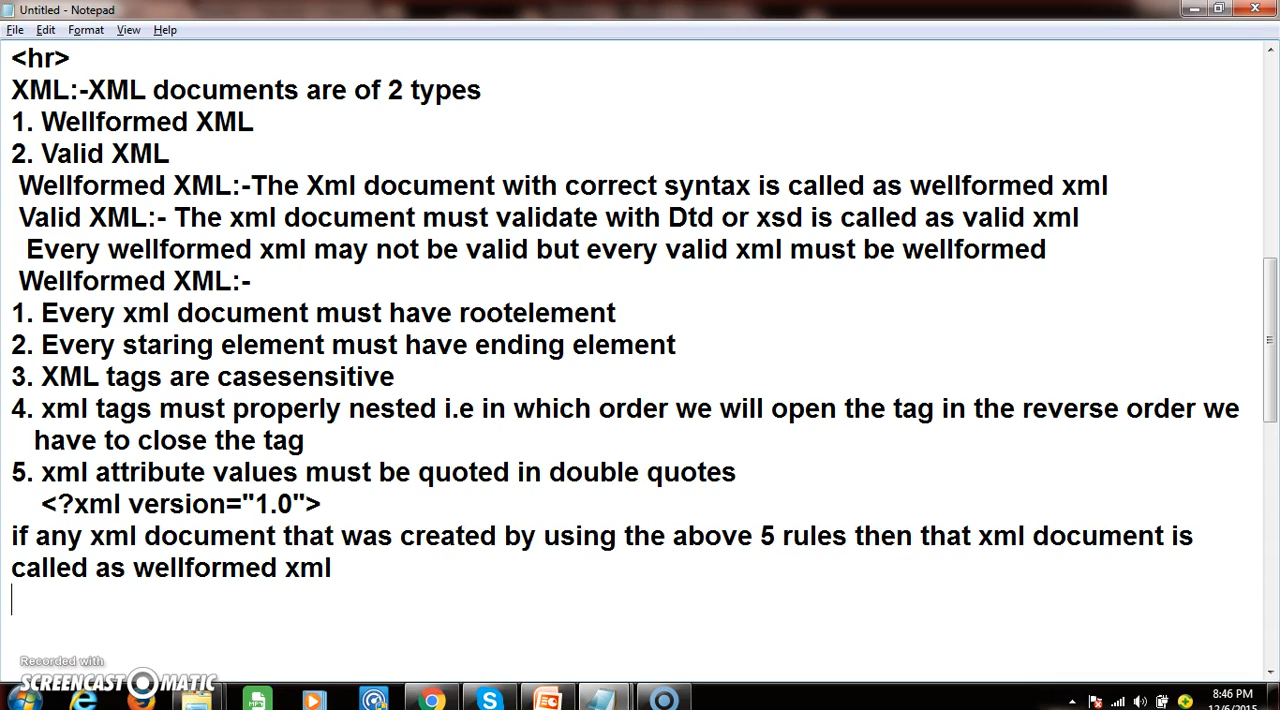 Untitled - Notepad
File Edit Format View Help
<hr>
XML:-XML documents are of 2 types
1. Wellformed XML
2. Valid XML
Wellformed XML:-The Xml document with correct syntax is called as wellformed xml
Valid XML:- The xml document must validate with Dtd or xsd is called as valid xml
Every wellformed xml may not be valid but every valid xml must be wellformed
Wellformed XML:-
1. Every xml document must have rootelement
2. Every staring element must have ending element
3. XML tags are casesensitive
4. xml tags must properly nested i.e in which order we will open the tag in the reverse order we
have to close the tag
5. xml attribute values must be quoted in double quotes
<?xml version="1.0">
if any xml document that was created by using the above 5 rules then that xml document is
called as wellformed xml
Recorded with
SCREENCAST-O-MATIC
8:46 PM
12/6/2015